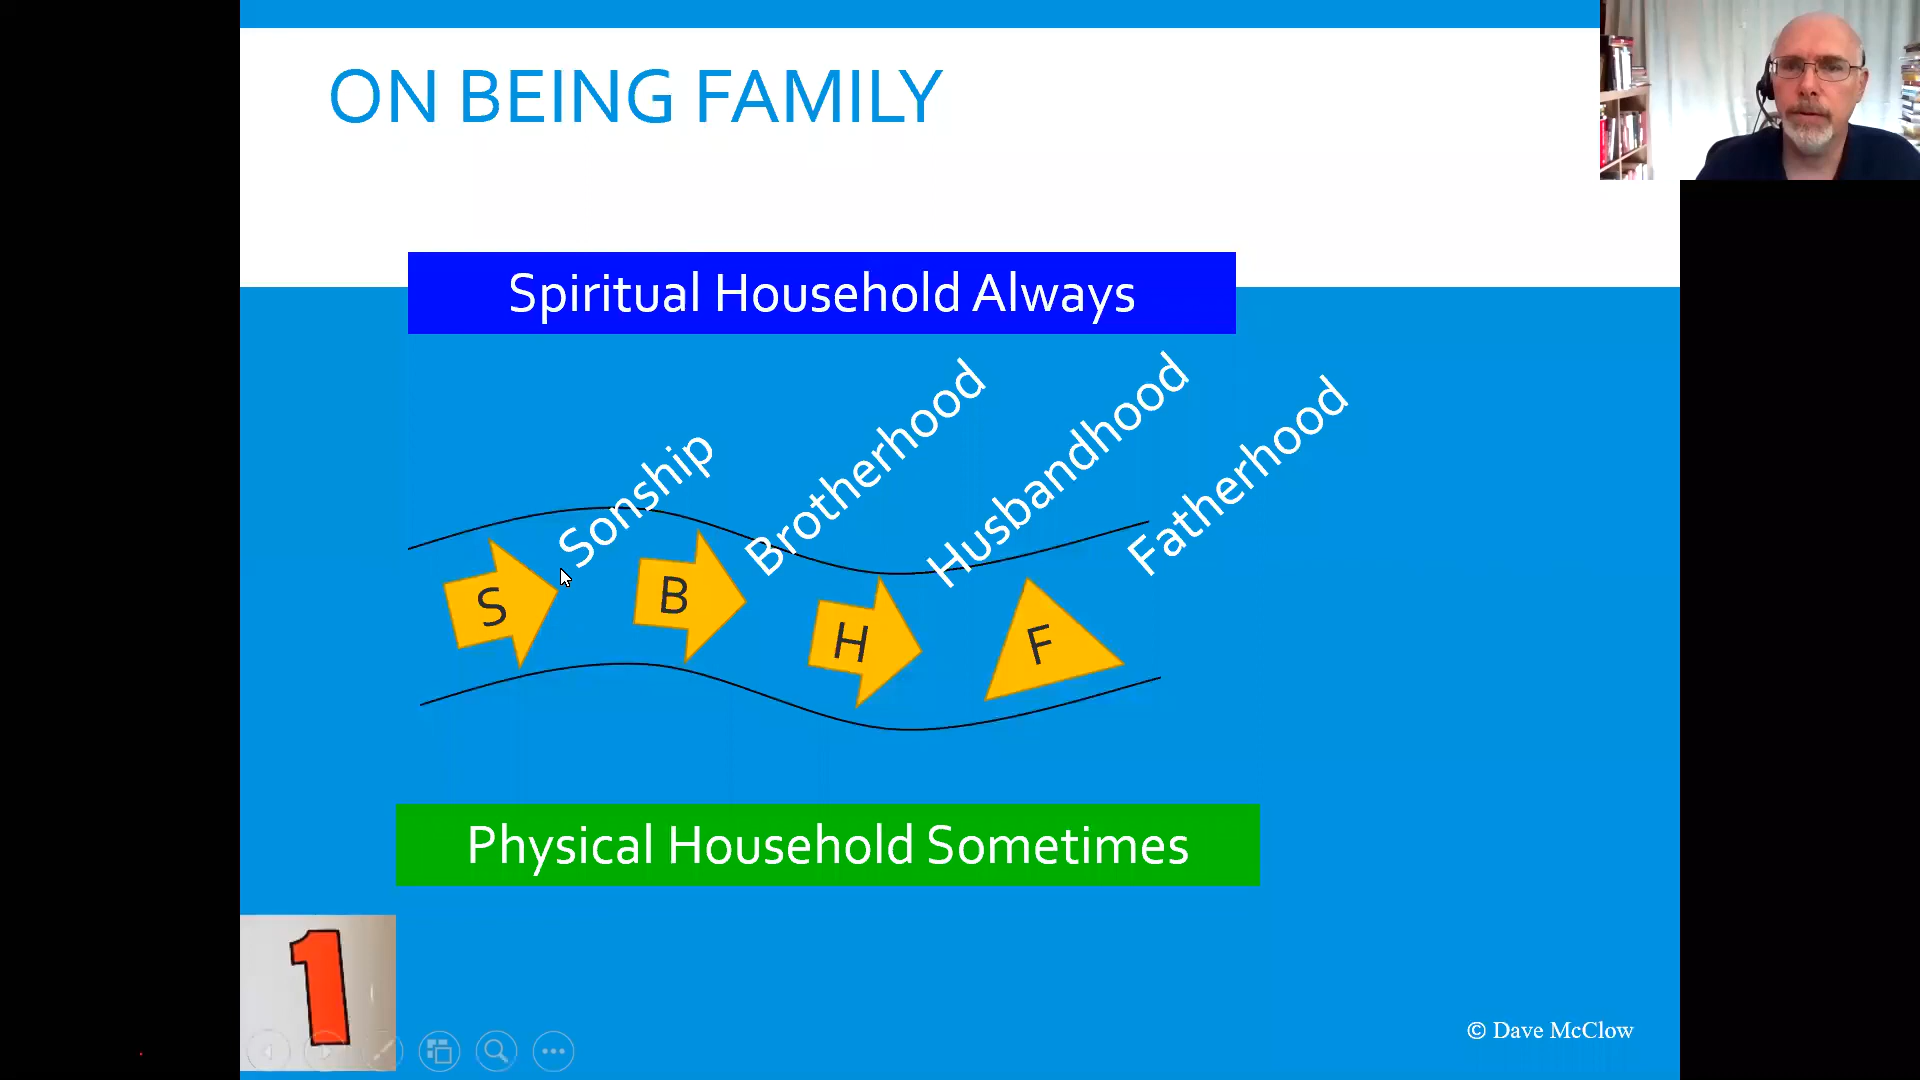 ON BEING FAMILY
Spiritual Household Always
Sonship
Brotherhood
Husbandhood
Fatherhood
S
B
H
F
Physical Household Sometimes
1
© Dave McClow